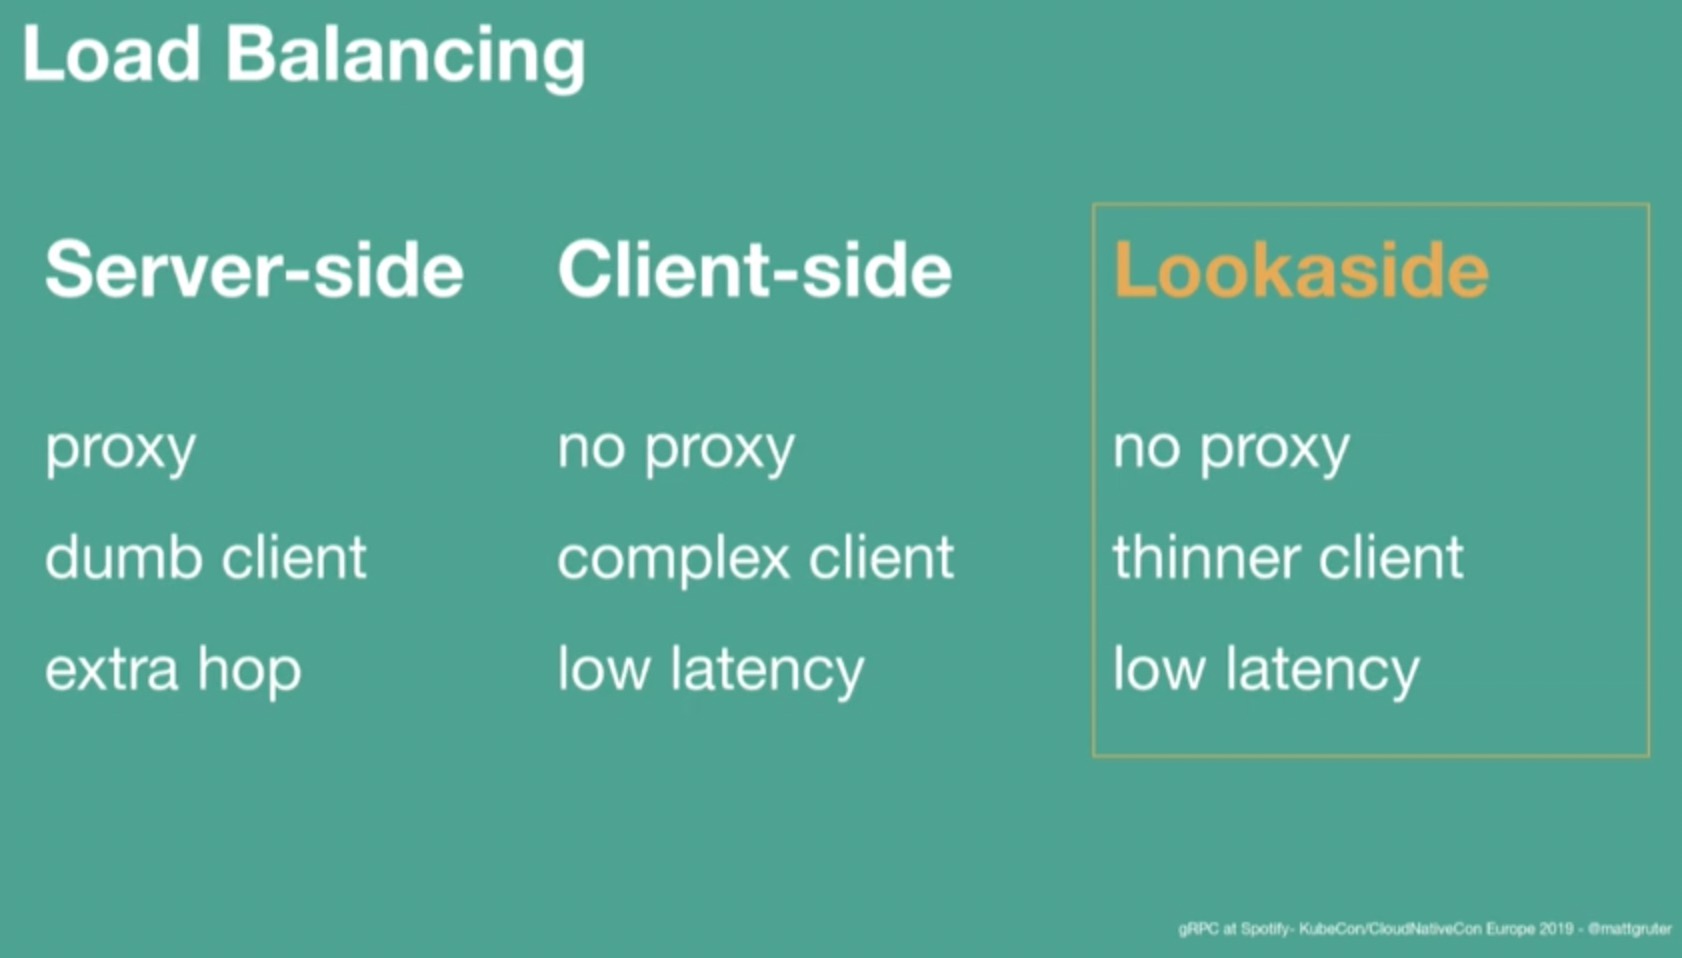 Load Balancing
Server-side
proxy
dumb client
extra hop
Client-side
no proxy
complex client
low latency
Lookaside
no proxy
thinner client
low latency
gRPC at Spotify- KubeCon/CloudNativeCon Europe 2019 - @mattgruter